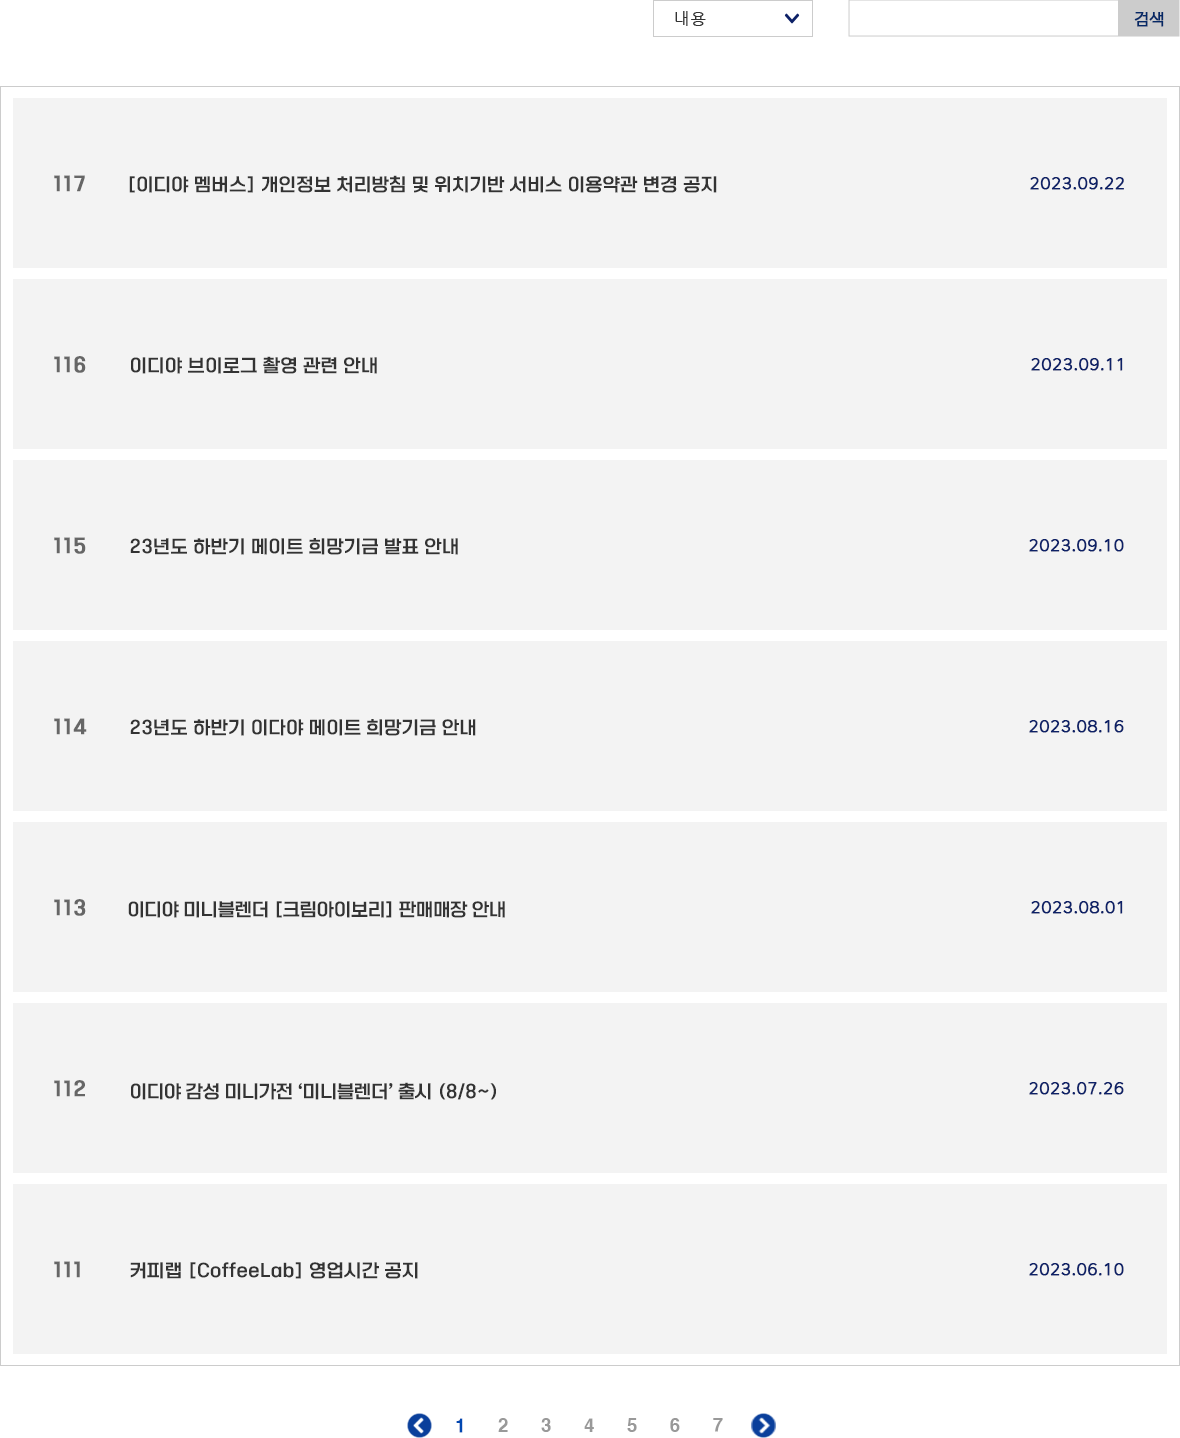 내용
검색
117 [이디야 멤버스] 개인정보 처리방침 및 위치기반 서비스 이용약관 변경 공지 2023.09.22
116 이디야 브이로그 촬영 관련 안내 2023.09.11
115 23년도 하반기 메이트 희망기금 발표 안내 2023.09.10
114 23년도 하반기 이다야 메이트 희망기금 안내 2023.08.16
113 이디야 미니블렌더 [크림아이보리] 판매매장 안내 2023.08.01
112 이디야 감성 미니가전 ‘미니블렌더’ 출시 (8/8~) 2023.07.26
111 커피랩 [CoffeeLab] 영업시간 공지 2023.06.10
1 2 3 4 5 6 7